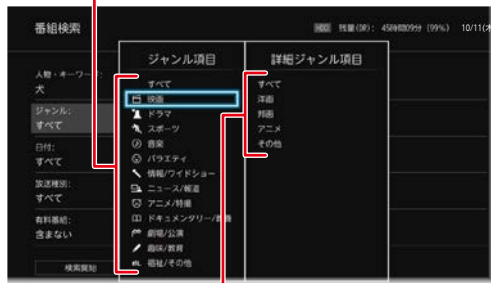 番組検索
HDD 残量(DR): 45時間09分 (99%) 10/11(木
人物・キーワード:
犬
ジャンル:
すべて
日付:
すべて
放送種別:
すべて
有料番組:
含まない
検索開始
ジャンル項目
すべて
映画
ドラマ
スポーツ
音楽
バラエティ
情報/ワイドショー
ニュース/報道
アニメ/特撮
ドキュメンタリー/教養
劇場/公演
趣味/教育
福祉/その他
詳細ジャンル項目
すべて
洋画
邦画
アニメ
その他